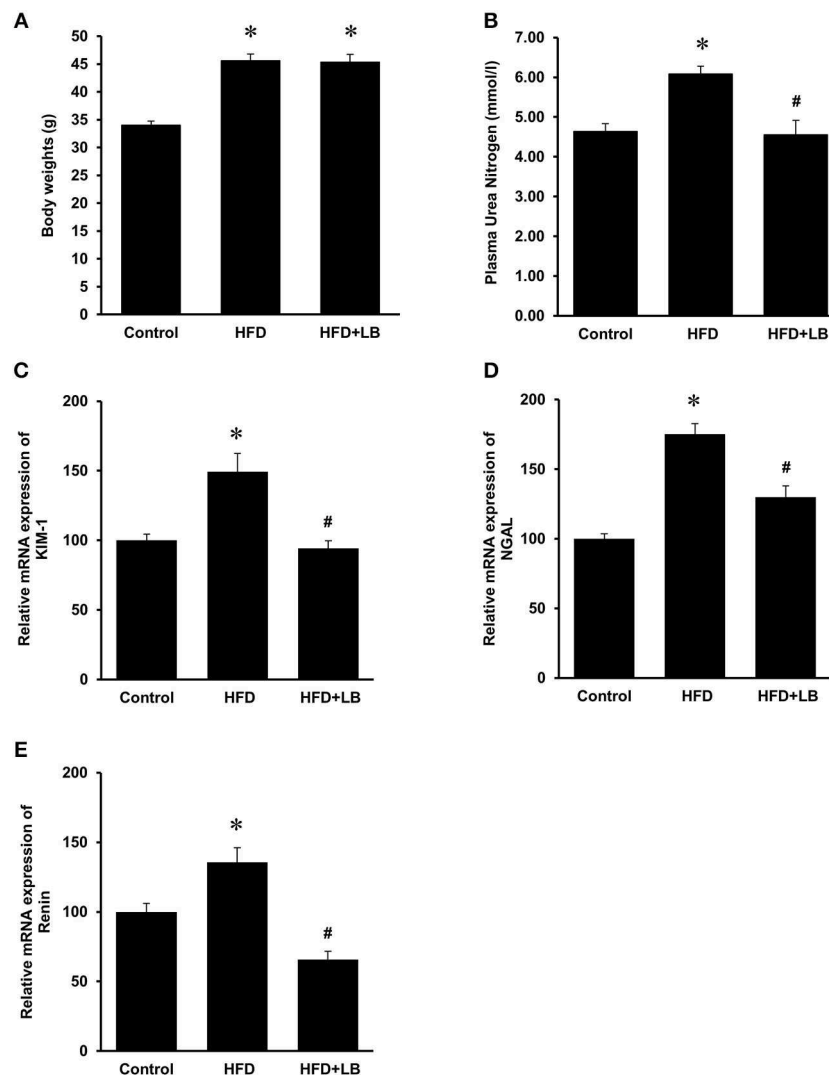 A
Body weights (g)
50
45
40
35
30
25
20
15
10
5
0
*
*
Control
HFD
HFD+LB
B
Plasma Urea Nitrogen (mmol/l)
7.00
6.00
5.00
4.00
3.00
2.00
1.00
0.00
*
#
Control
HFD
HFD+LB
C
Relative mRNA expression of
KIM-1
200
150
100
50
0
*
#
Control
HFD
HFD+LB
D
Relative mRNA expression of
NGAL
200
150
100
50
0
*
#
Control
HFD
HFD+LB
E
Relative mRNA expression of
Renin
200
150
100
50
0
*
#
Control
HFD
HFD+LB